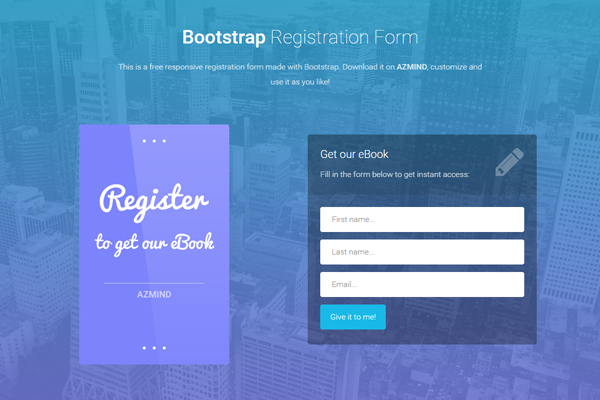 Bootstrap Registration Form
This is a free responsive registration form made with Bootstrap. Download it on AZMIND, customize and
use it as you like!
Register
to get our eBook
AZMIND
Get our eBook
Fill in the form below to get instant access:
First name...
Last name...
Email...
Give it to me!